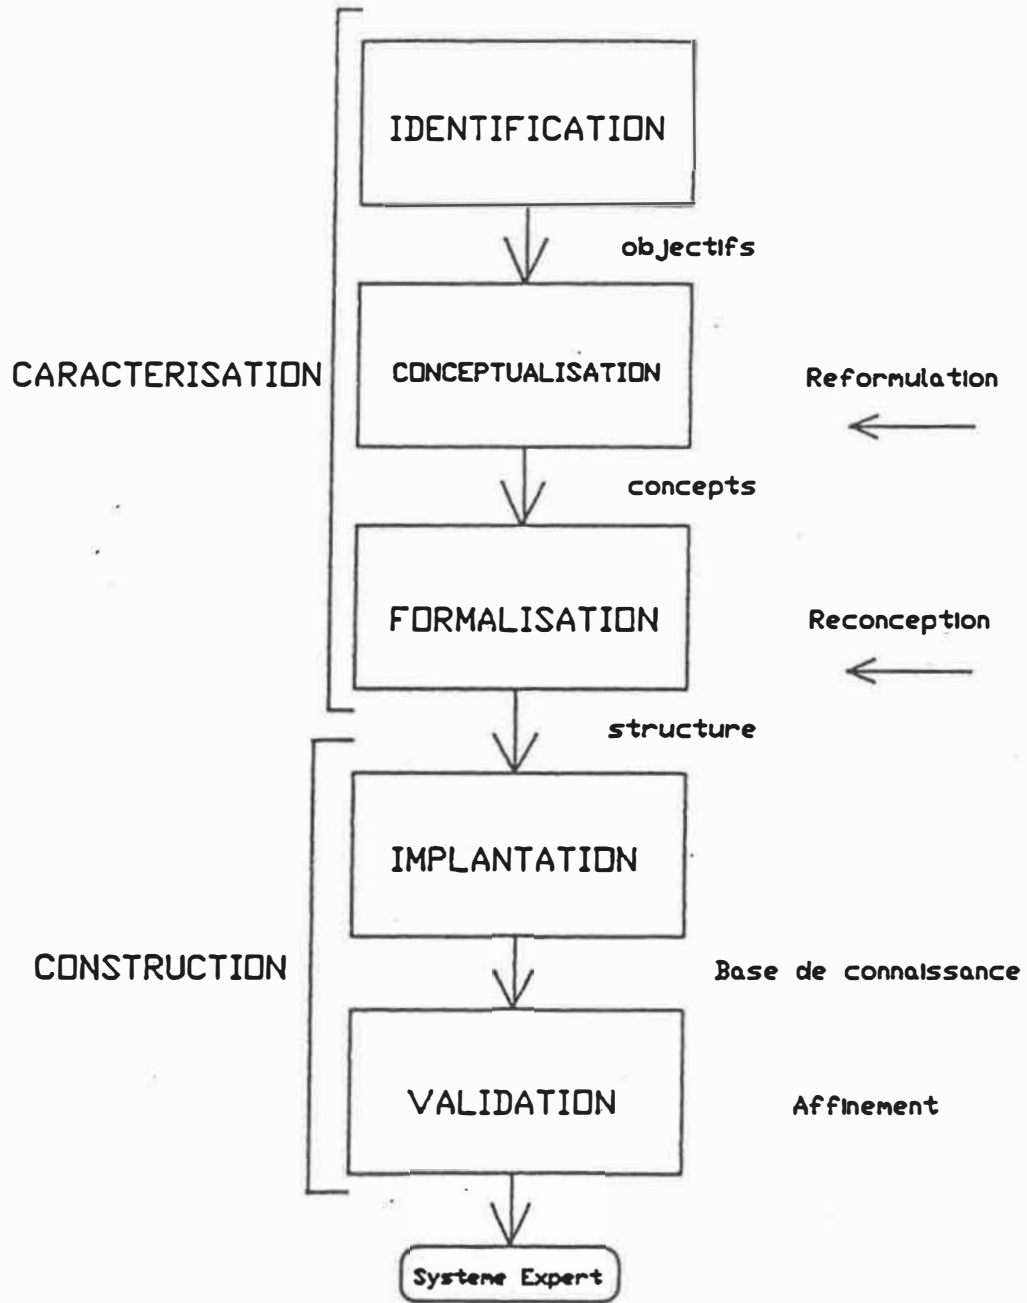 IDENTIFICATION
objectifs
CARACTERISATION
CONCEPTUALISATION
Reformulation
concepts
FORMALISATION
Reconception
structure
IMPLANTATION
CONSTRUCTION
Base de connaissance
VALIDATION
Affinement
Systeme Expert